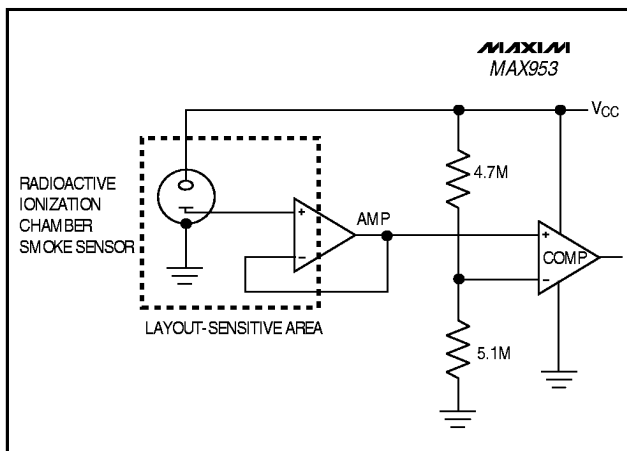 MAXIM
MAX953
VCC
4.7M
RADIOACTIVE
IONIZATION
CHAMBER
SMOKE SENSOR
AMP
+
−
+
COMP
−
LAYOUT-SENSITIVE AREA
5.1M